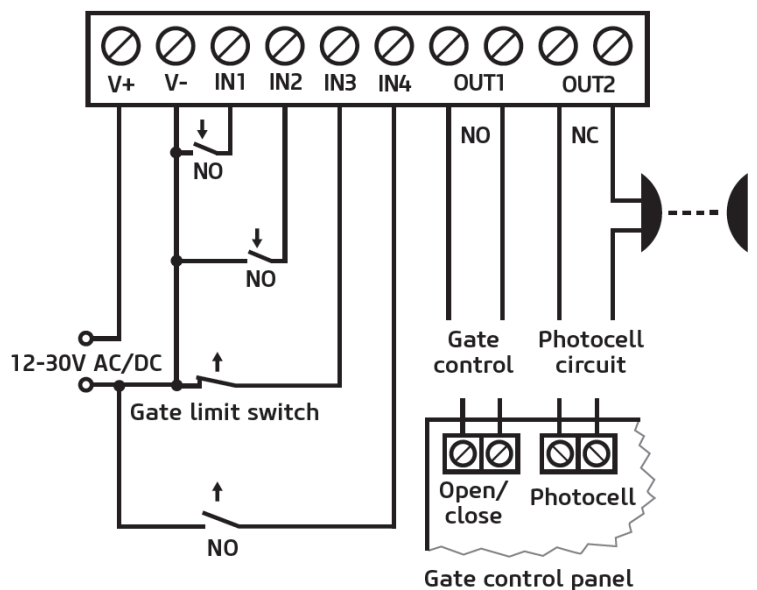 V+ V- IN1 IN2 IN3 IN4 OUT1 OUT2
NO NC
NO
NO
12-30V AC/DC
Gate limit switch
NO
Gate
control
Photocell
circuit
Open/
close
Photocell
Gate control panel